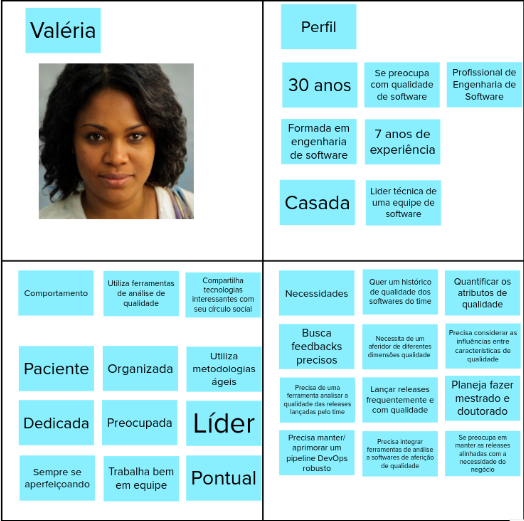 Valéria
Perfil
30 anos
Se preocupa
com qualidade
de software
Profissional de
Engenharia de
Software
Formada em
engenharia
de software
7 anos de
experiência
Casada
Lider técnica de
uma equipe de
software
Comportamento
Utiliza ferramentas
de análise de
qualidade
Compartilha
tecnologias
interessantes com
seu círculo social
Paciente
Organizada
Utiliza
metodologias
ágeis
Dedicada
Preocupada
Líder
Sempre se
aperfeiçoando
Trabalha bem
em equipe
Pontual
Necessidades
Quer um histórico
de qualidade dos
softwares do time
Quantificar os
atributos de
qualidade
Busca
feedbacks
precisos
Necessita de um
aferidor de diferentes
dimensões qualidade
Precisa considerar as
influências entre
características de
qualidade
Precisa de uma
ferramenta analisar a
qualidade das releases
lançadas pelo time
Lançar releases
frequentemente e
com qualidade
Planeja fazer
mestrado e
doutorado
Precisa manter/
aprimorar um
pipeline DevOps
robusto
Precisa integrar
ferramentas de análise
a softwares de aferição
de qualidade
Se preocupa em
manter as releases
alinhadas com a
necessidade do
negócio